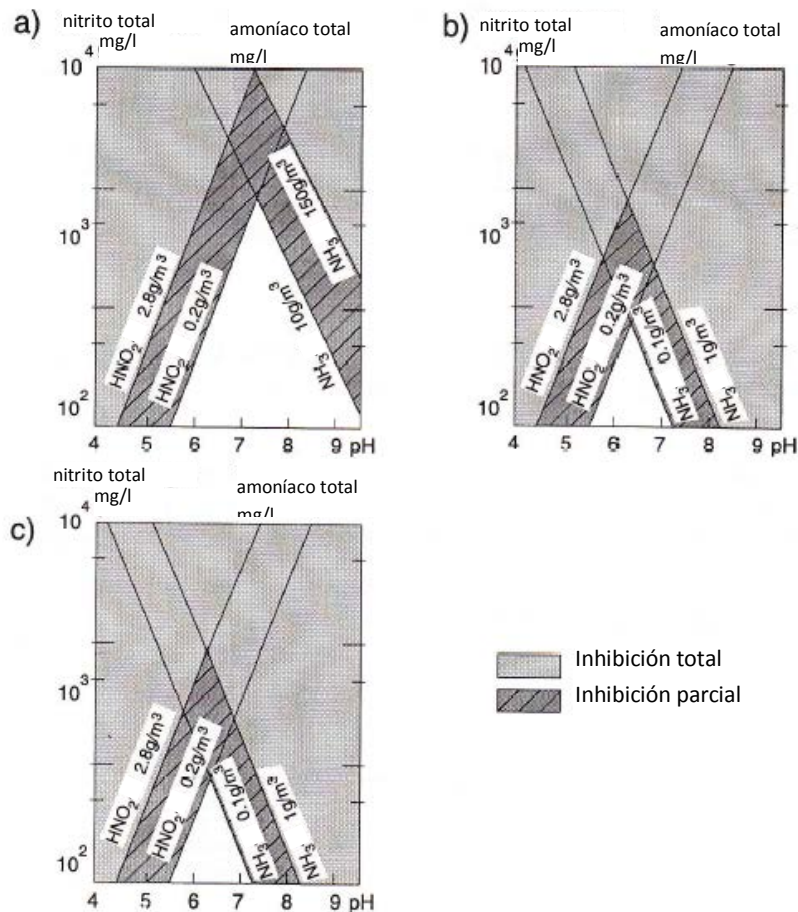 a)
nitrito total
mg/l
amoníaco total
mg/l
10⁴
10³
10²
HNO₂, 2.8g/m³
HNO₂, 0.2g/m³
10g/m³ NH₃,
150g/m³ NH₃,
4 5 6 7 8 9 pH
b)
nitrito total
mg/l
amoníaco total
mg/l
10⁴
10³
10²
HNO₂, 2.8g/m³
HNO₂, 0.2g/m³
0.1g/m³ NH₃,
1g/m³ NH₃,
4 5 6 7 8 9 pH
nitrito total
mg/l
amoníaco total
mg/l
c)
10⁴
10³
10²
HNO₂, 2.8g/m³
HNO₂, 0.2g/m³
0.1g/m³ NH₃,
1g/m³ NH₃,
4 5 6 7 8 9 pH
Inhibición total
Inhibición parcial